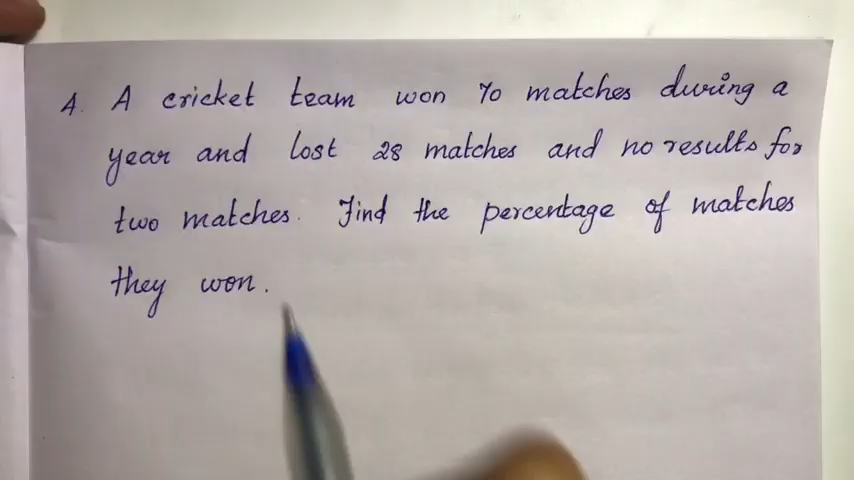 4. A cricket team won 70 matches during a
year and lost 28 matches and no results for
two matches. Find the percentage of matches
they won.